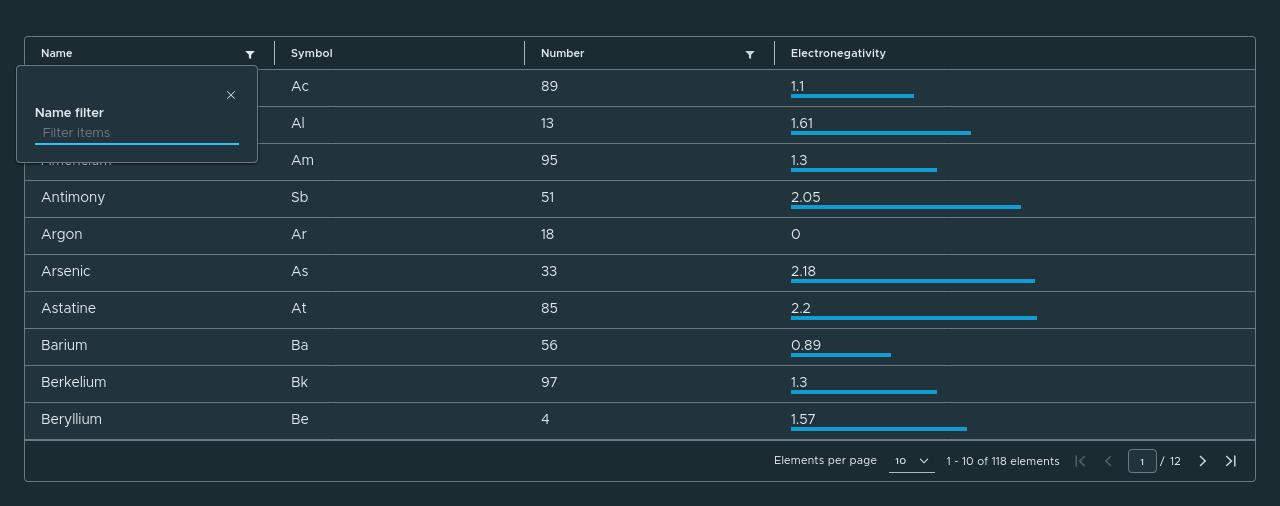 Name Symbol Number Electronegativity
Name filter
Filter items
Ac 89 1.1
Al 13 1.61
Americium Am 95 1.3
Antimony Sb 51 2.05
Argon Ar 18 0
Arsenic As 33 2.18
Astatine At 85 2.2
Barium Ba 56 0.89
Berkelium Bk 97 1.3
Beryllium Be 4 1.57
Elements per page 10 1 - 10 of 118 elements 1 / 12